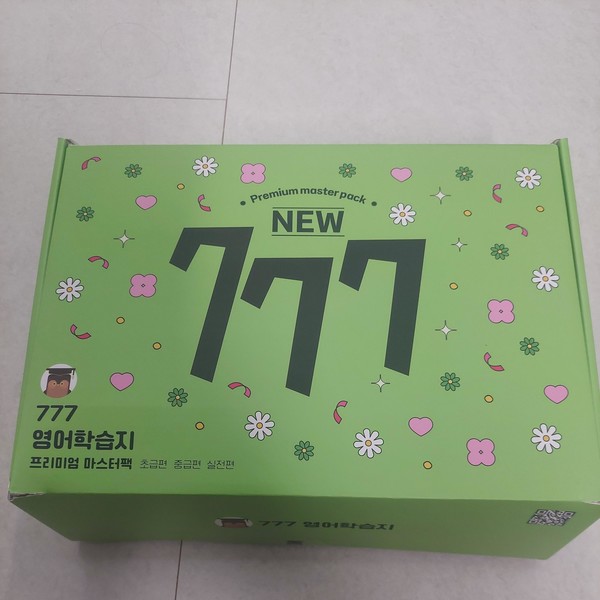 Premium master pack
NEW
777
777
영어학습지
프리미엄 마스터팩 초급편 중급편 실전편
777 영어학습지